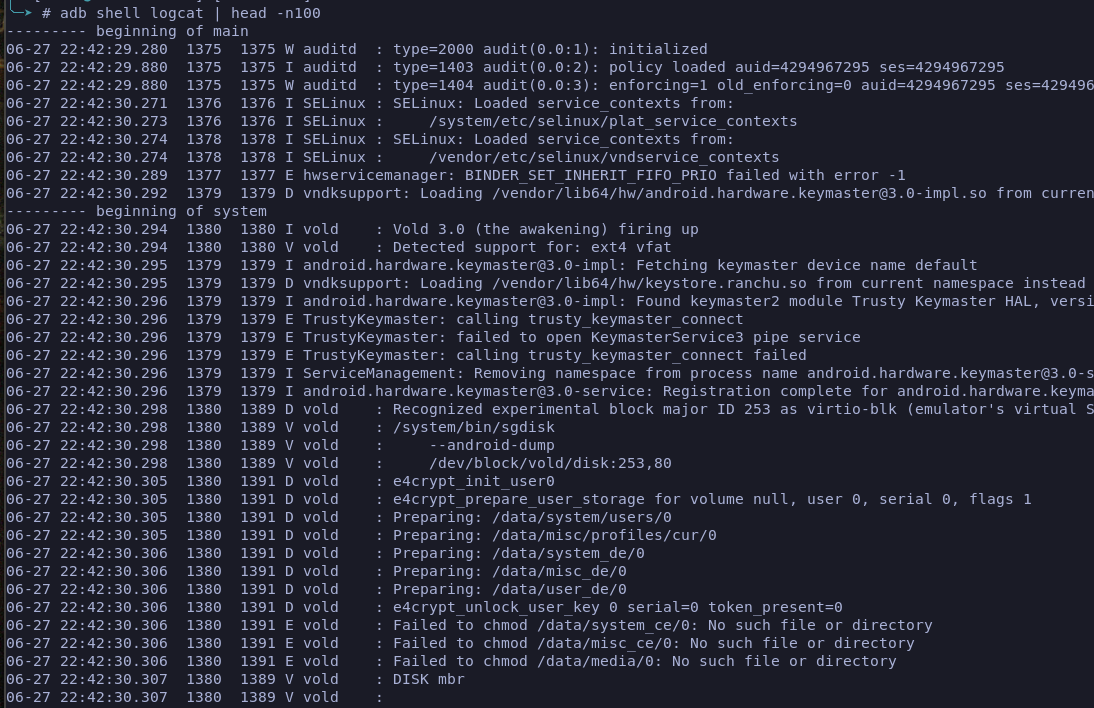 # adb shell logcat | head -n100
--------- beginning of main
06-27 22:42:29.280  1375  1375 W auditd  : type=2000 audit(0.0:1): initialized
06-27 22:42:29.880  1375  1375 I auditd  : type=1403 audit(0.0:2): policy loaded auid=4294967295 ses=4294967295
06-27 22:42:29.880  1375  1375 W auditd  : type=1404 audit(0.0:3): enforcing=1 old_enforcing=0 auid=4294967295 ses=429496
06-27 22:42:30.271  1376  1376 I SELinux : SELinux: Loaded service_contexts from:
06-27 22:42:30.273  1376  1376 I SELinux :     /system/etc/selinux/plat_service_contexts
06-27 22:42:30.274  1378  1378 I SELinux : SELinux: Loaded service_contexts from:
06-27 22:42:30.274  1378  1378 I SELinux :     /vendor/etc/selinux/vndservice_contexts
06-27 22:42:30.289  1377  1377 E hwservicemanager: BINDER_SET_INHERIT_FIFO_PRIO failed with error -1
06-27 22:42:30.292  1379  1379 D vndksupport: Loading /vendor/lib64/hw/android.hardware.keymaster@3.0-impl.so from curren
--------- beginning of system
06-27 22:42:30.294  1380  1380 I vold    : Vold 3.0 (the awakening) firing up
06-27 22:42:30.294  1380  1380 V vold    : Detected support for: ext4 vfat
06-27 22:42:30.295  1379  1379 I android.hardware.keymaster@3.0-impl: Fetching keymaster device name default
06-27 22:42:30.295  1379  1379 D vndksupport: Loading /vendor/lib64/hw/keystore.ranchu.so from current namespace instead
06-27 22:42:30.296  1379  1379 I android.hardware.keymaster@3.0-impl: Found keymaster2 module Trusty Keymaster HAL, versi
06-27 22:42:30.296  1379  1379 E TrustyKeymaster: calling trusty_keymaster_connect
06-27 22:42:30.296  1379  1379 E TrustyKeymaster: failed to open KeymasterService3 pipe service
06-27 22:42:30.296  1379  1379 E TrustyKeymaster: calling trusty_keymaster_connect failed
06-27 22:42:30.296  1379  1379 I ServiceManagement: Removing namespace from process name android.hardware.keymaster@3.0-s
06-27 22:42:30.296  1379  1379 I android.hardware.keymaster@3.0-service: Registration complete for android.hardware.keyma
06-27 22:42:30.298  1380  1389 D vold    : Recognized experimental block major ID 253 as virtio-blk (emulator's virtual S
06-27 22:42:30.298  1380  1389 V vold    : /system/bin/sgdisk
06-27 22:42:30.298  1380  1389 V vold    :     --android-dump
06-27 22:42:30.298  1380  1389 V vold    :     /dev/block/vold/disk:253,80
06-27 22:42:30.305  1380  1391 D vold    : e4crypt_init_user0
06-27 22:42:30.305  1380  1391 D vold    : e4crypt_prepare_user_storage for volume null, user 0, serial 0, flags 1
06-27 22:42:30.305  1380  1391 D vold    : Preparing: /data/system/users/0
06-27 22:42:30.305  1380  1391 D vold    : Preparing: /data/misc/profiles/cur/0
06-27 22:42:30.306  1380  1391 D vold    : Preparing: /data/system_de/0
06-27 22:42:30.306  1380  1391 D vold    : Preparing: /data/misc_de/0
06-27 22:42:30.306  1380  1391 D vold    : Preparing: /data/user_de/0
06-27 22:42:30.306  1380  1391 D vold    : e4crypt_unlock_user_key 0 serial=0 token_present=0
06-27 22:42:30.306  1380  1391 E vold    : Failed to chmod /data/system_ce/0: No such file or directory
06-27 22:42:30.306  1380  1391 E vold    : Failed to chmod /data/misc_ce/0: No such file or directory
06-27 22:42:30.306  1380  1391 E vold    : Failed to chmod /data/media/0: No such file or directory
06-27 22:42:30.307  1380  1389 V vold    : DISK mbr
06-27 22:42:30.307  1380  1389 V vold    :